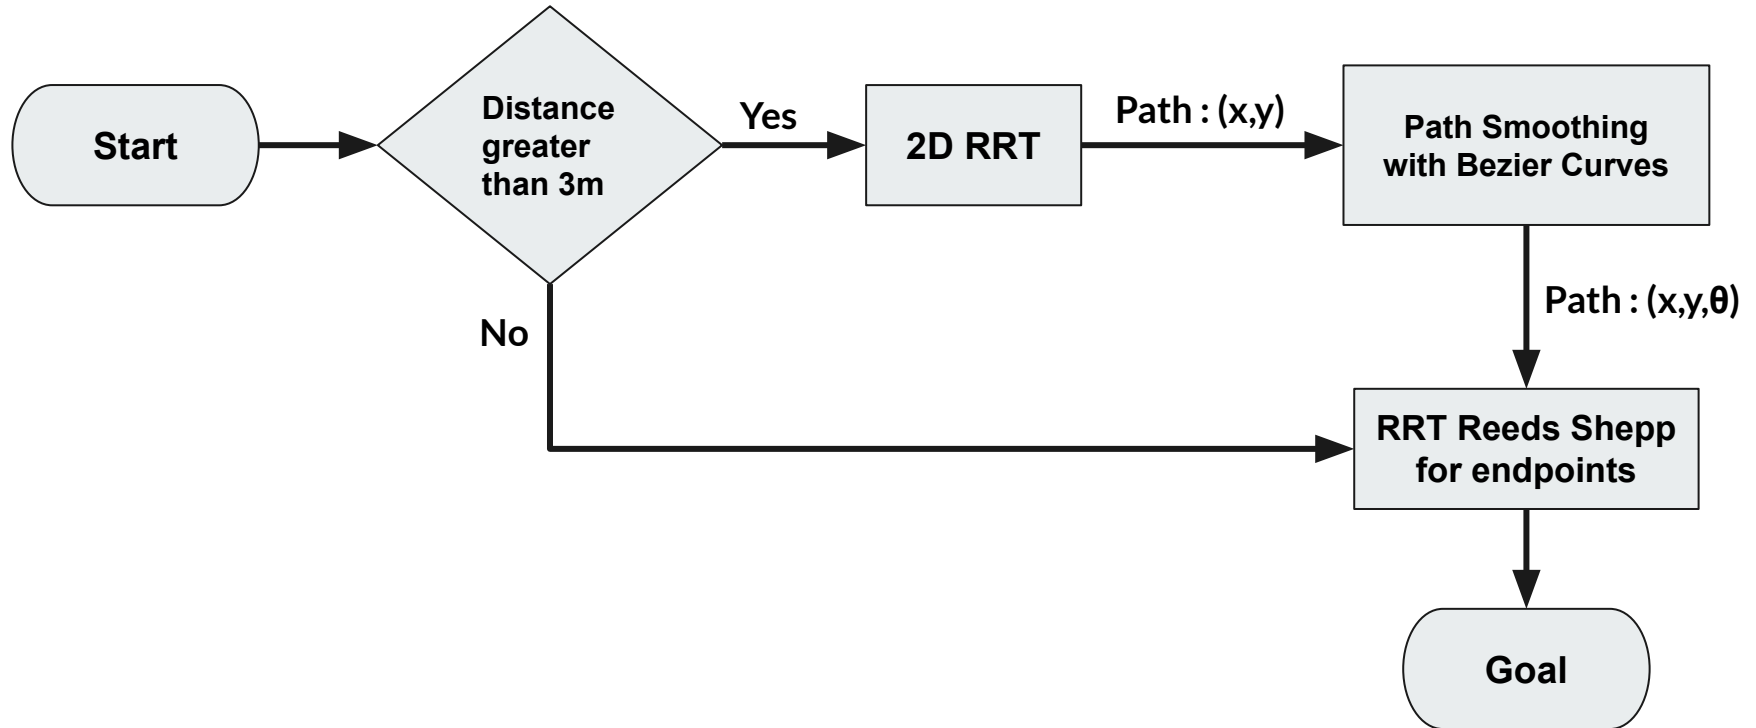 Start
Distance
greater
than 3m
Yes
2D RRT
Path : (x,y)
Path Smoothing
with Bezier Curves
No
Path : (x,y,θ)
RRT Reeds Shepp
for endpoints
Goal